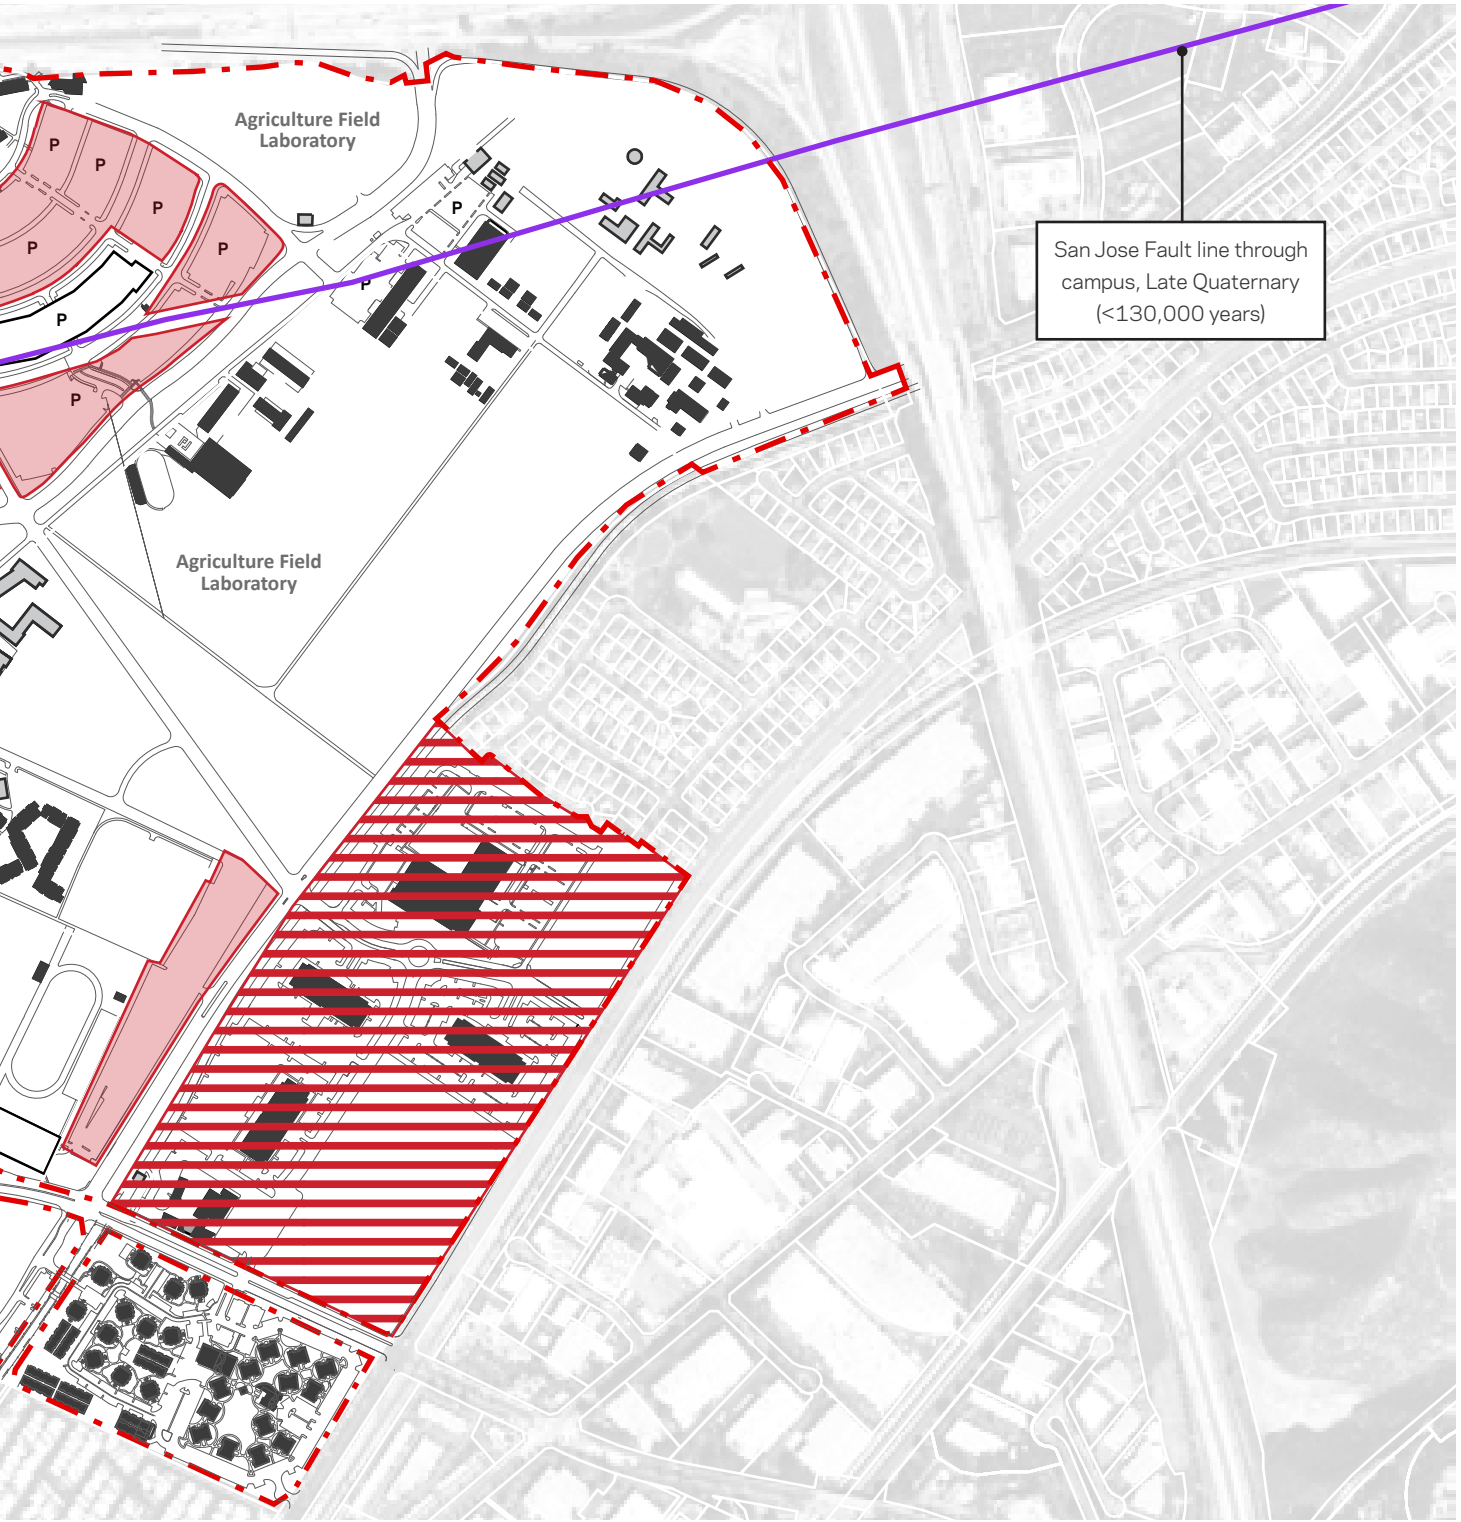 Agriculture Field
Laboratory
P
P
P
P
P
P
P
P
P
San Jose Fault line through
campus, Late Quaternary
(<130,000 years)
Agriculture Field
Laboratory